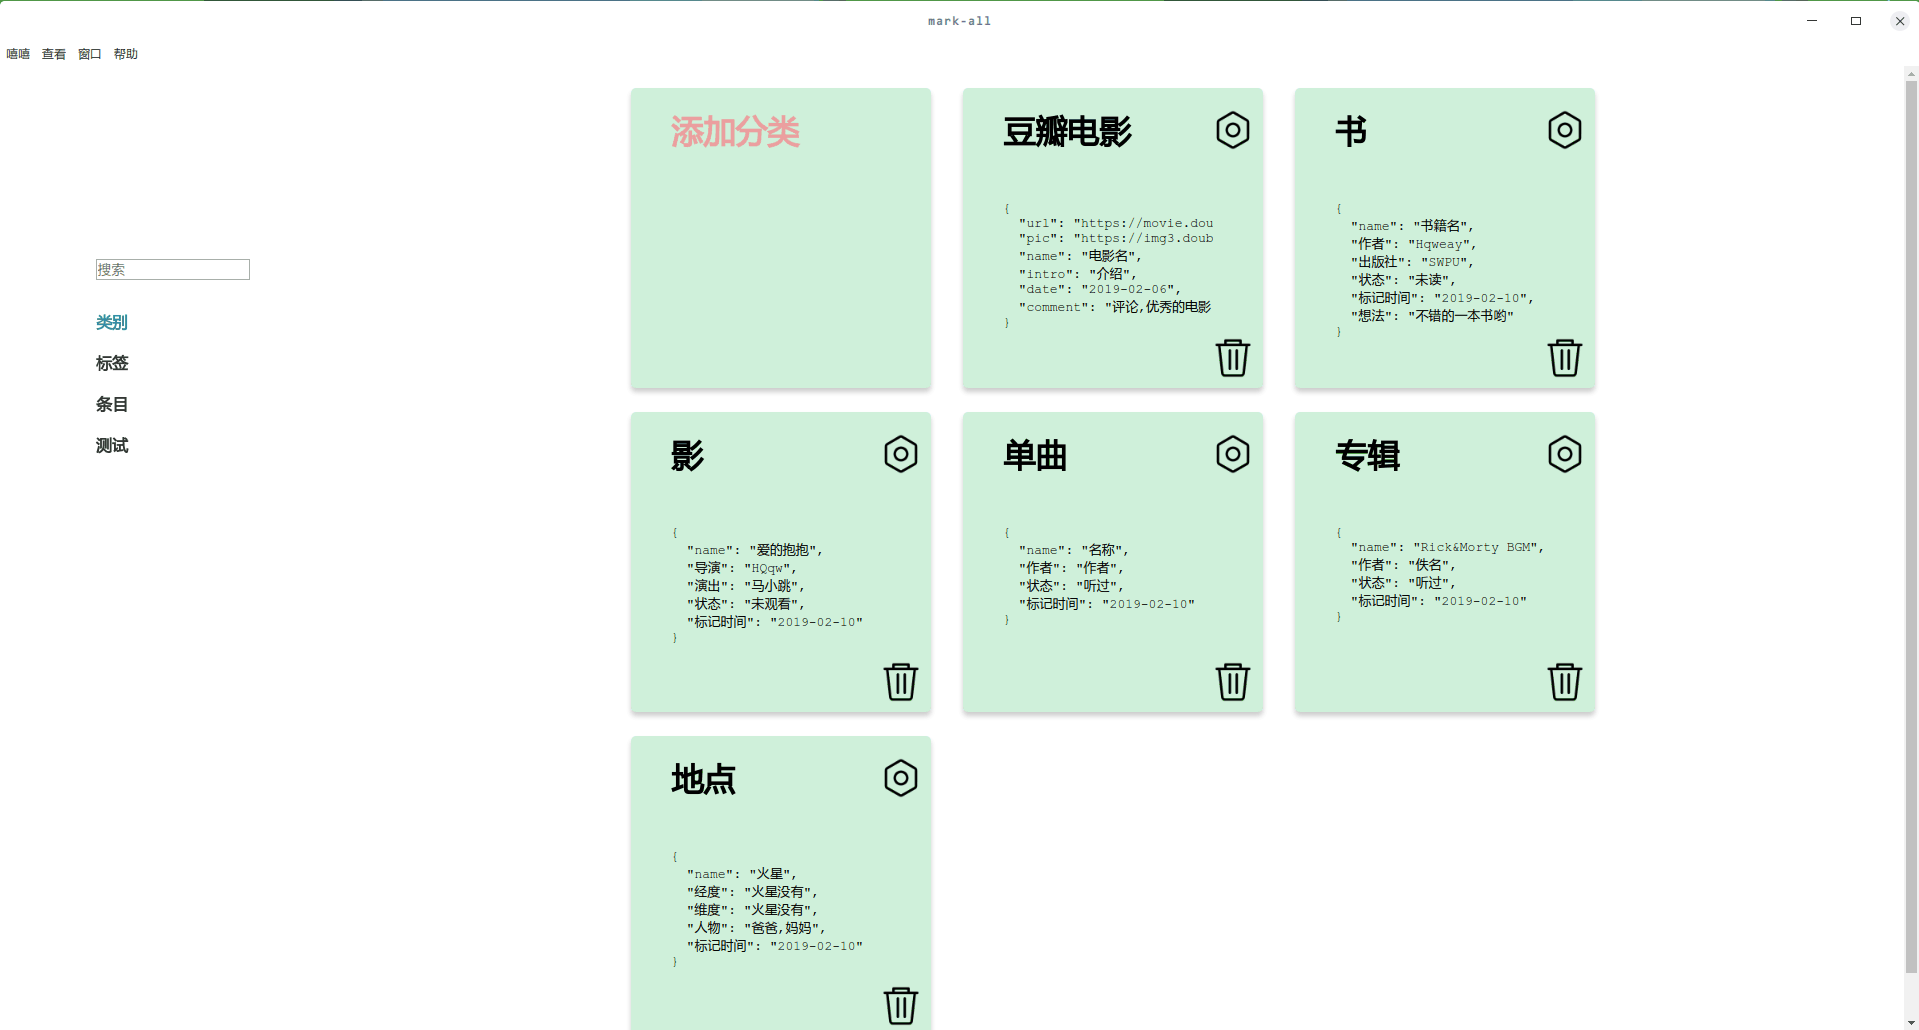 mark-all
嘻嘻 查看 窗口 帮助
搜索
类别
标签
条目
测试
添加分类
豆瓣电影
{
"url": "https://movie.dou
"pic": "https://img3.doub
"name": "电影名",
"intro": "介绍",
"date": "2019-02-06",
"comment": "评论,优秀的电影
}
书
{
"name": "书籍名",
"作者": "Hqweay",
"出版社": "SWPU",
"状态": "未读",
"标记时间": "2019-02-10",
"想法": "不错的一本书哟"
}
影
{
"name": "爱的抱抱",
"导演": "HQqw",
"演出": "马小跳",
"状态": "未观看",
"标记时间": "2019-02-10"
}
单曲
{
"name": "名称",
"作者": "作者",
"状态": "听过",
"标记时间": "2019-02-10"
}
专辑
{
"name": "Rick&Morty BGM",
"作者": "佚名",
"状态": "听过",
"标记时间": "2019-02-10"
}
地点
{
"name": "火星",
"经度": "火星没有",
"维度": "火星没有",
"人物": "爸爸,妈妈",
"标记时间": "2019-02-10"
}